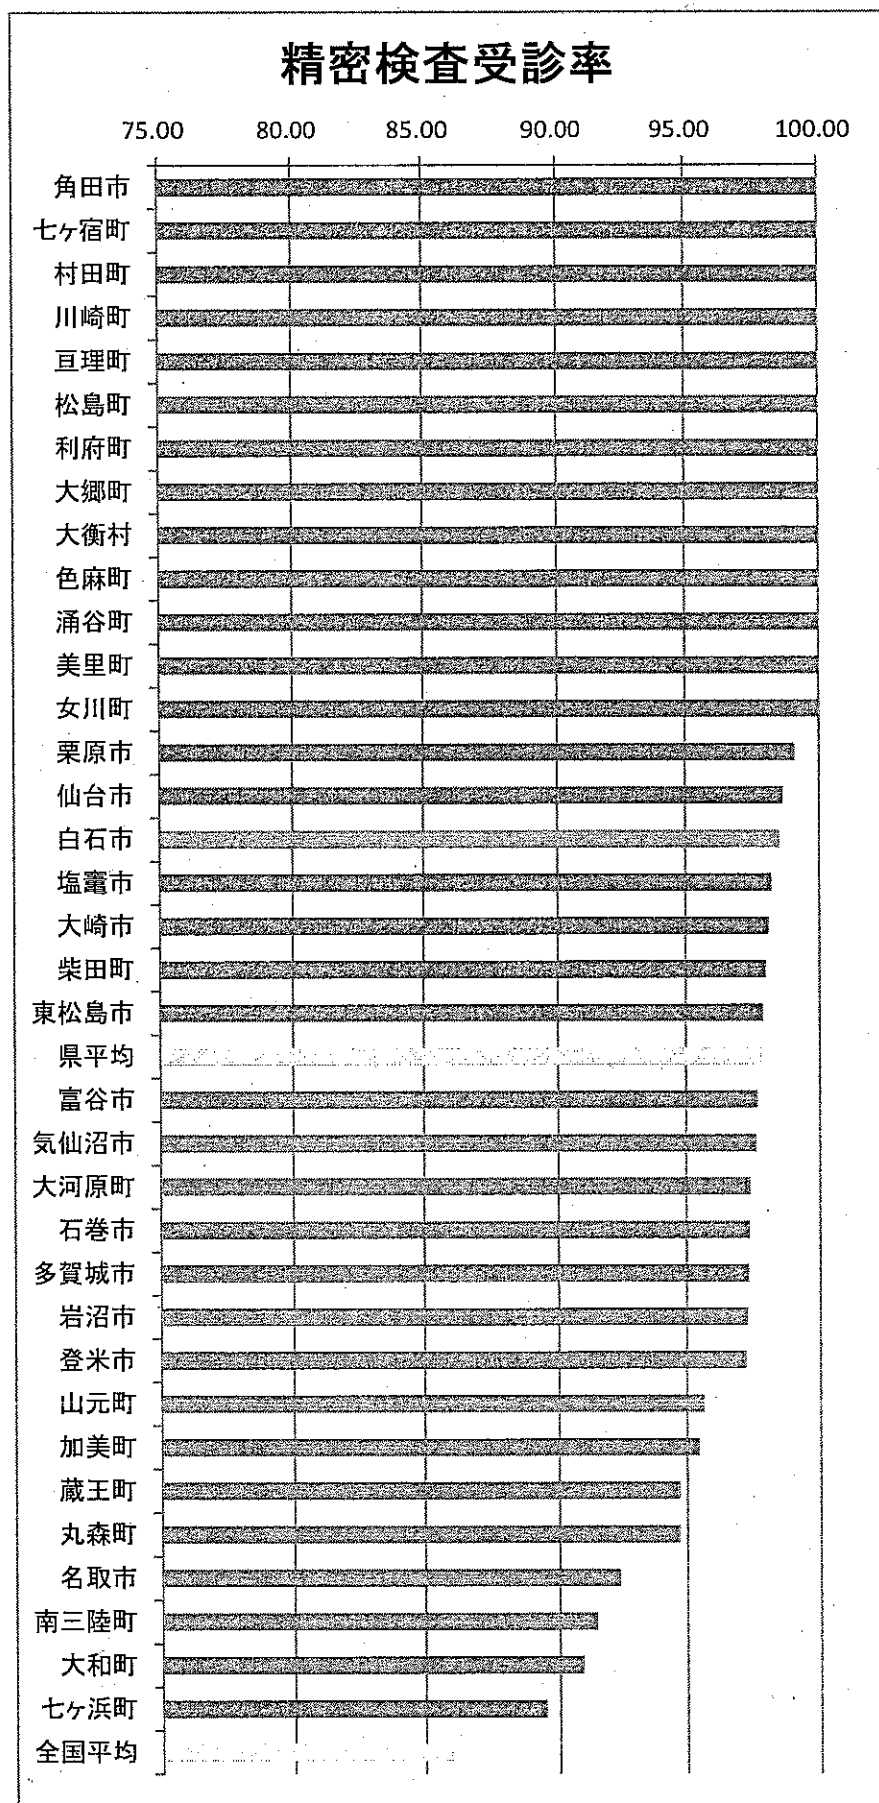 精密検査受診率
75.00 80.00 85.00 90.00 95.00 100.00
角田市
七ヶ宿町
村田町
川崎町
亘理町
松島町
利府町
大郷町
大衡村
色麻町
涌谷町
美里町
女川町
栗原市
仙台市
白石市
塩竈市
大崎市
柴田町
東松島市
県平均
富谷市
気仙沼市
大河原町
石巻市
多賀城市
岩沼市
登米市
山元町
加美町
蔵王町
丸森町
名取市
南三陸町
大和町
七ヶ浜町
全国平均